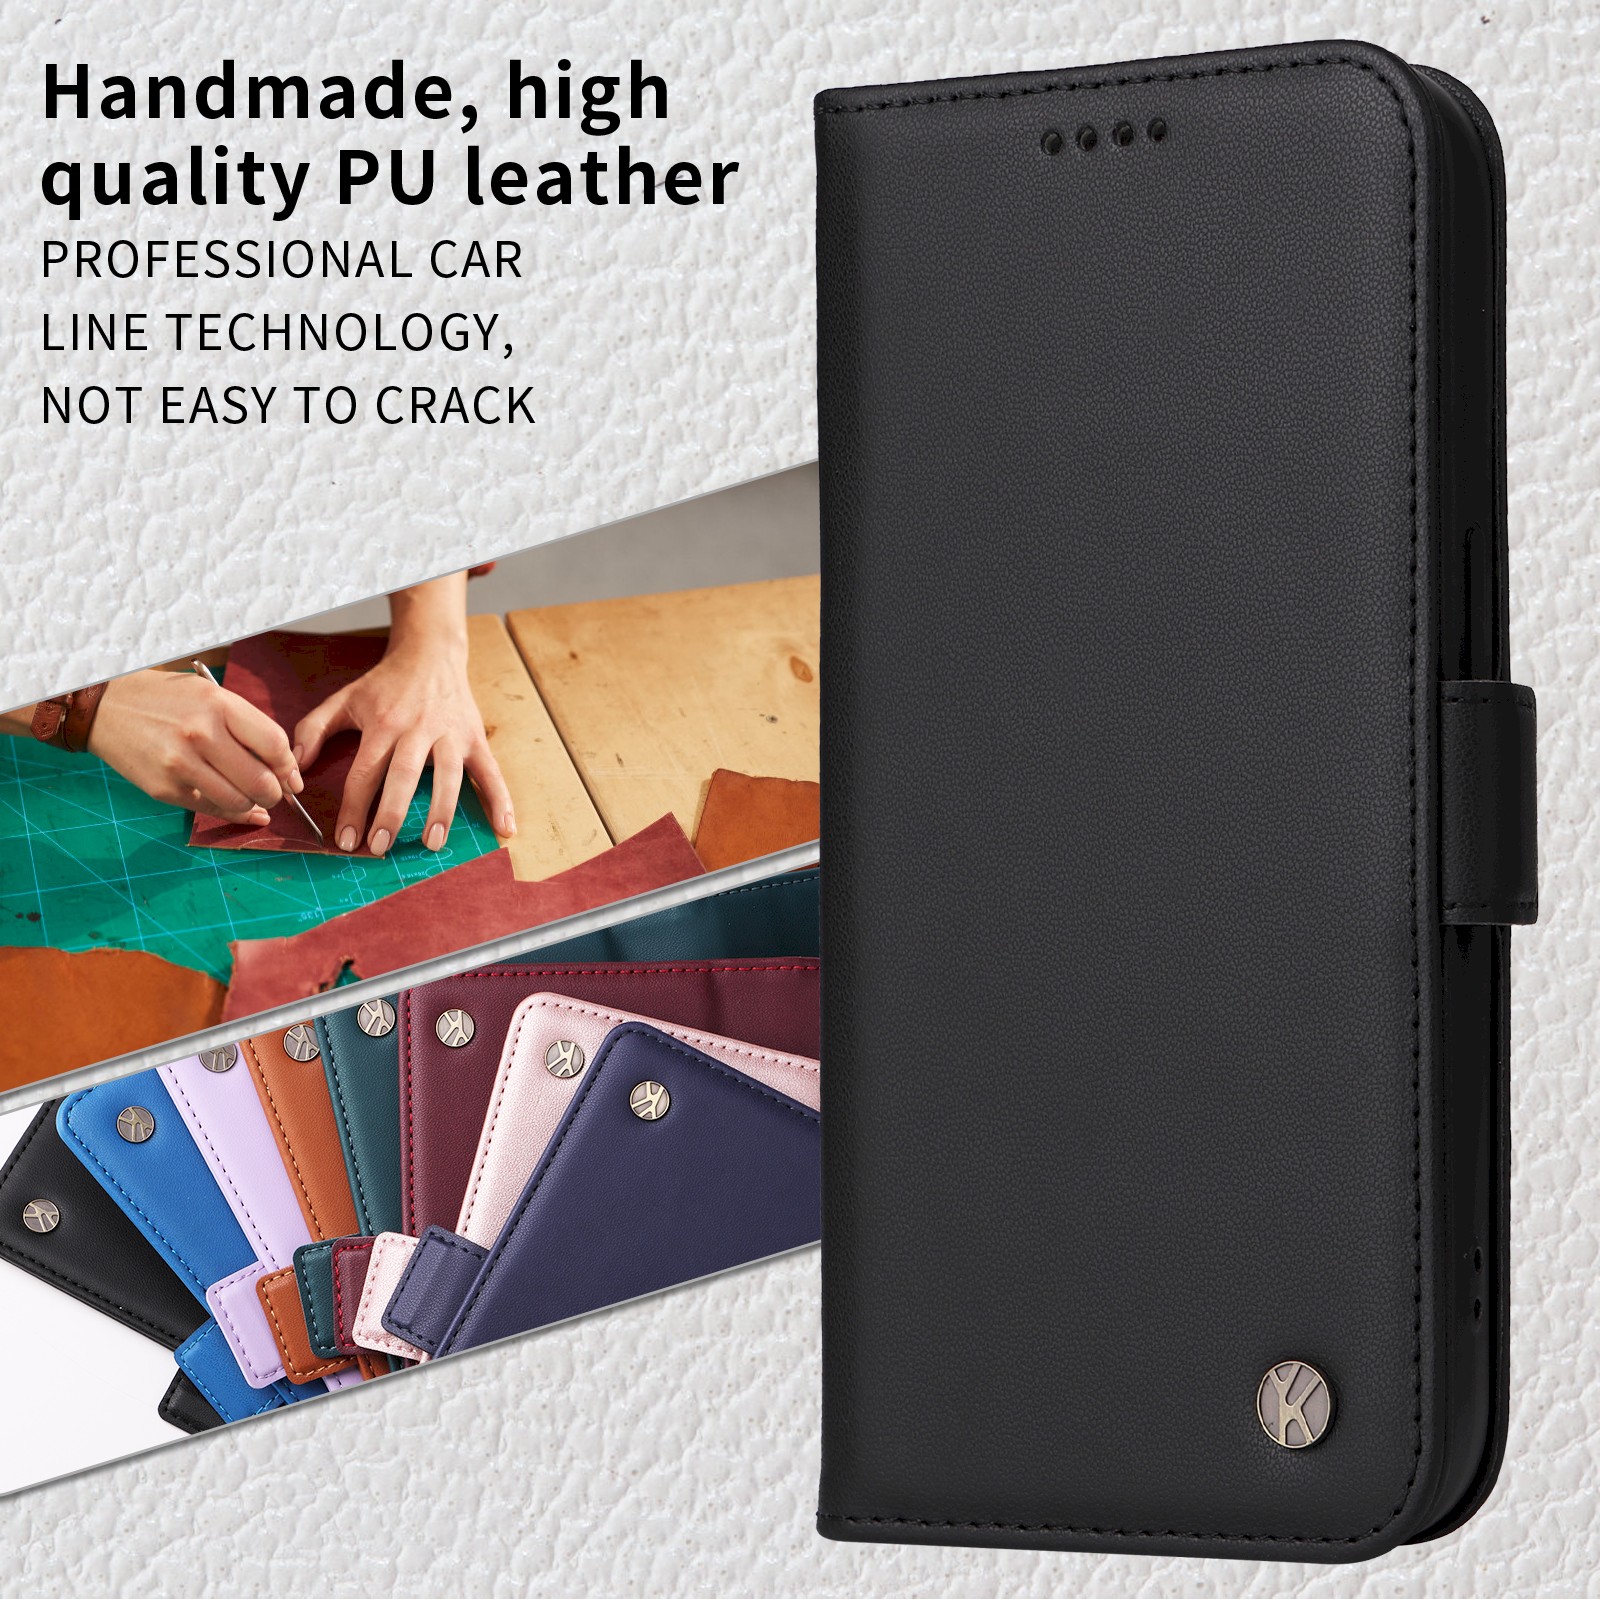 Handmade, high
quality PU leather
PROFESSIONAL CAR
LINE TECHNOLOGY,
NOT EASY TO CRACK